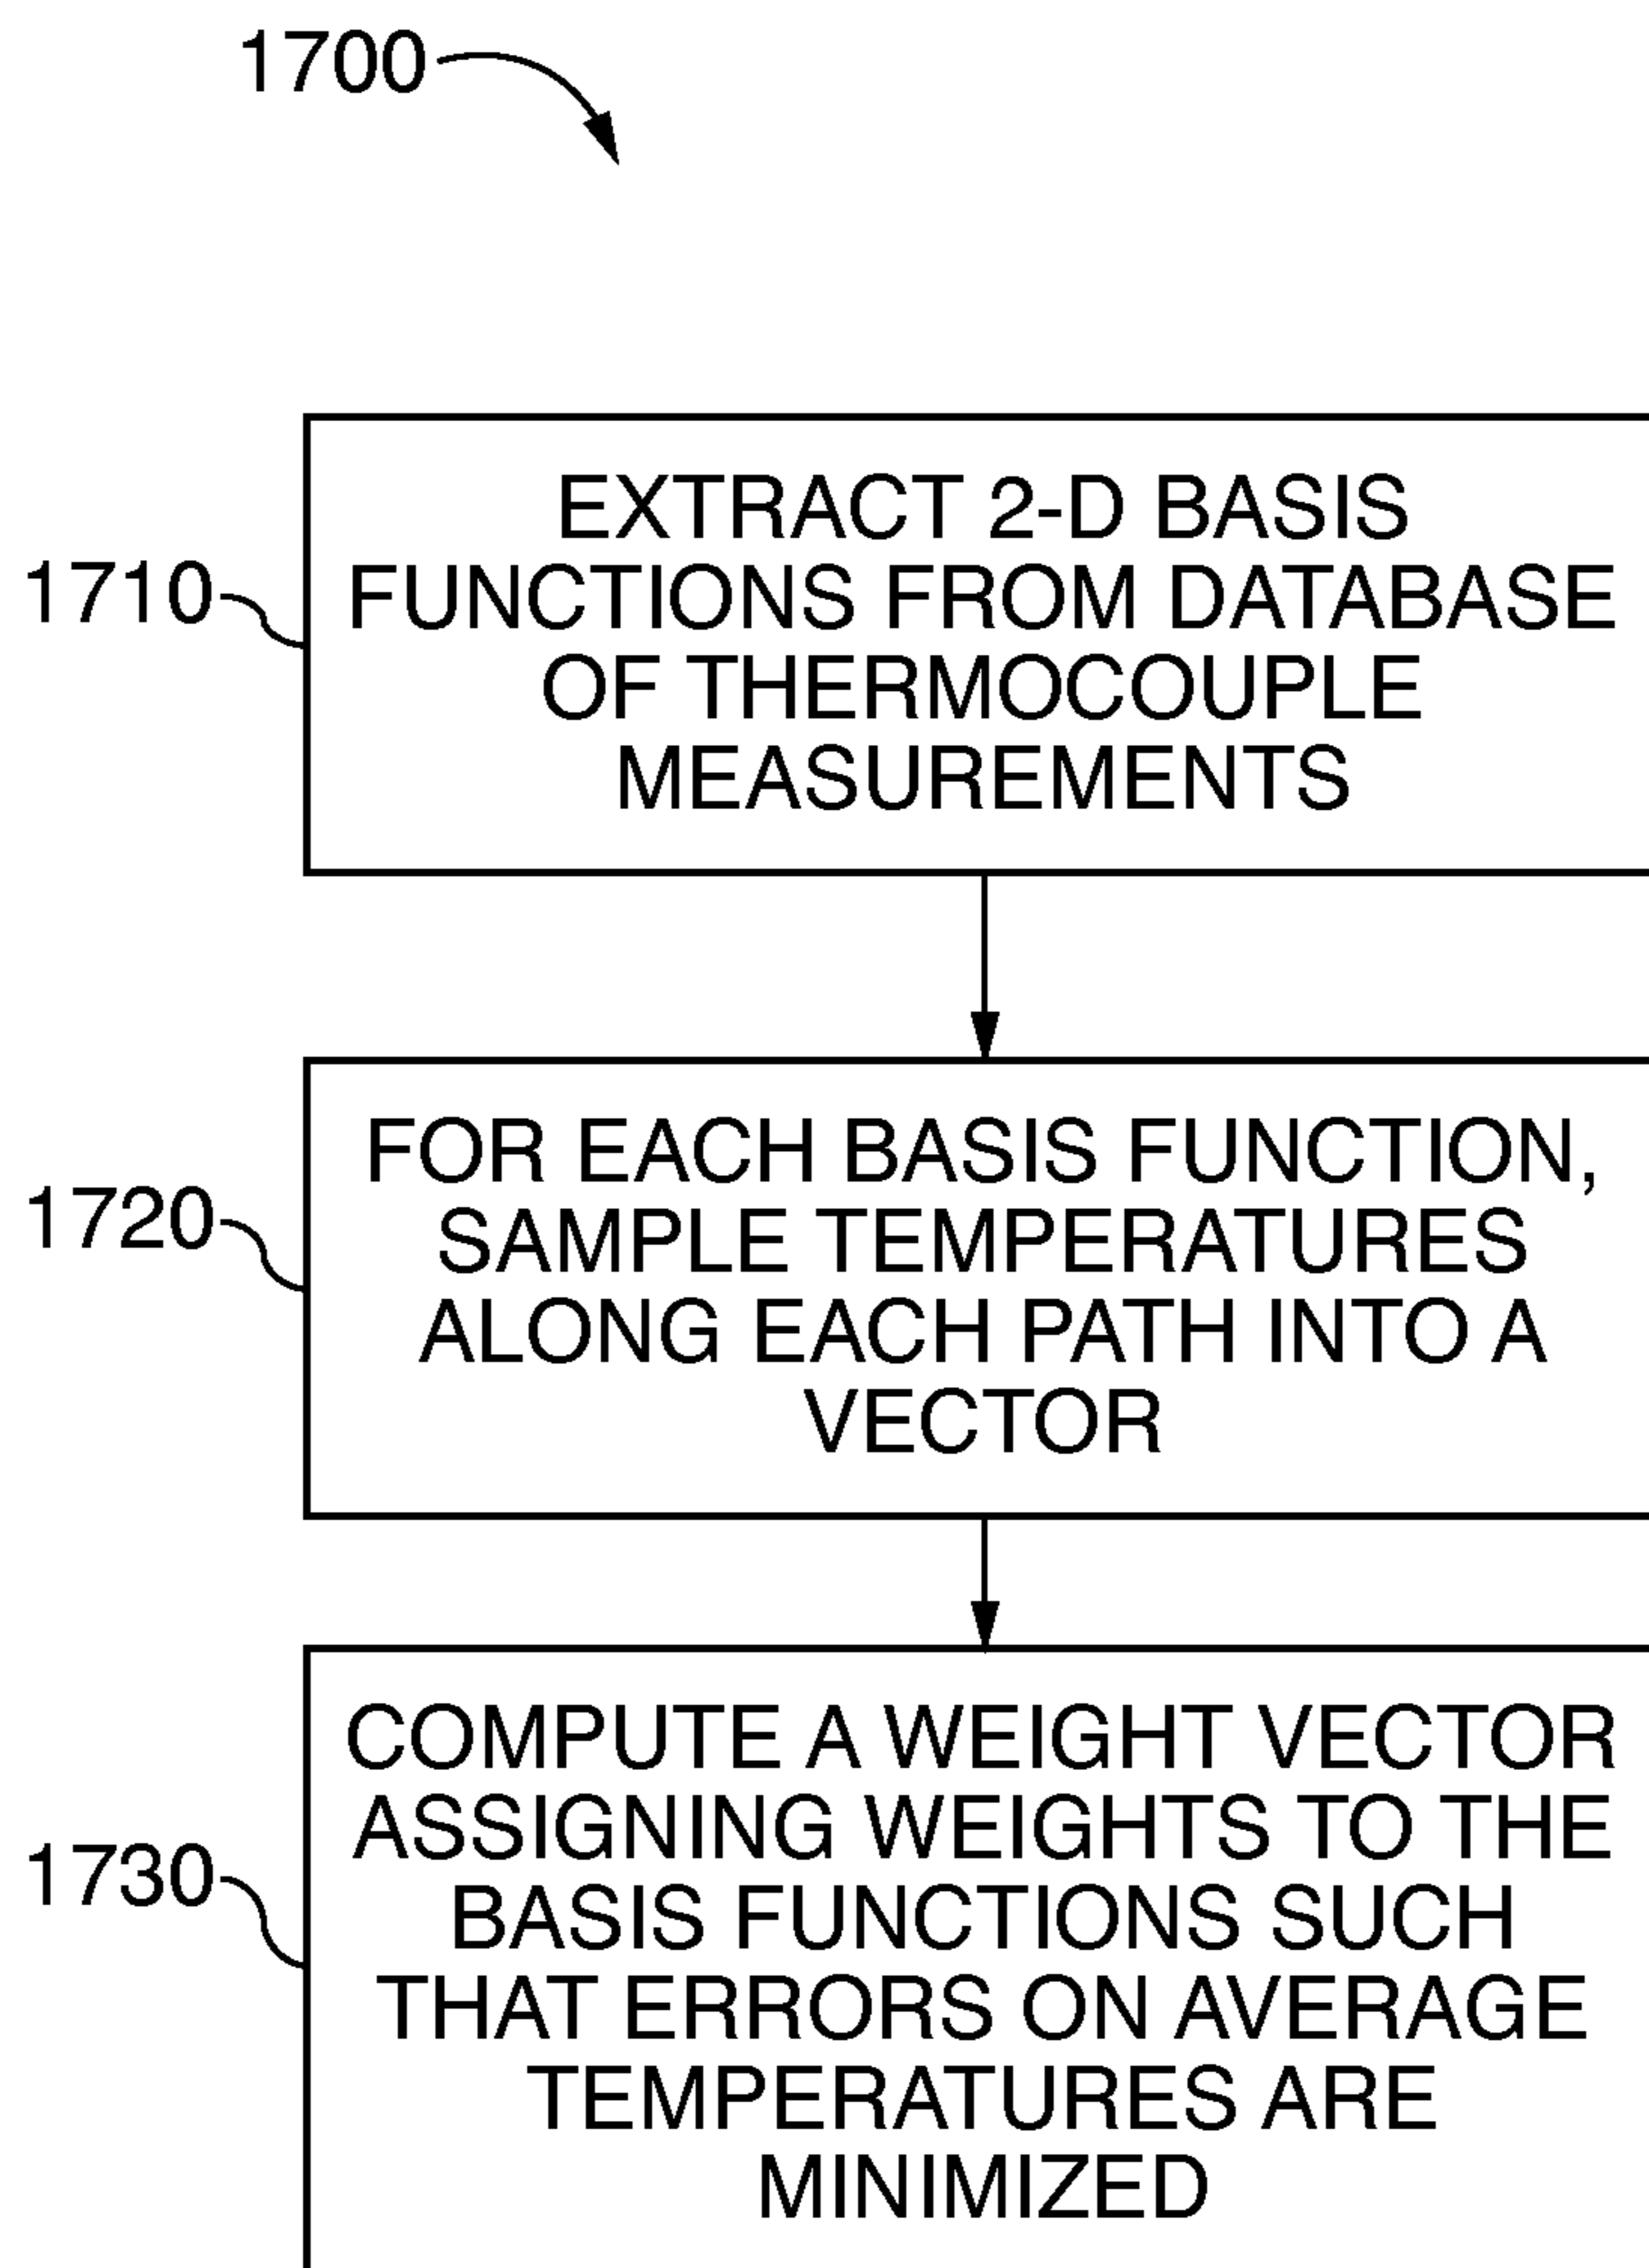 1700
1710
EXTRACT 2-D BASIS
FUNCTIONS FROM DATABASE
OF THERMOCOUPLE
MEASUREMENTS
1720
FOR EACH BASIS FUNCTION,
SAMPLE TEMPERATURES
ALONG EACH PATH INTO A
VECTOR
1730
COMPUTE A WEIGHT VECTOR
ASSIGNING WEIGHTS TO THE
BASIS FUNCTIONS SUCH
THAT ERRORS ON AVERAGE
TEMPERATURES ARE
MINIMIZED